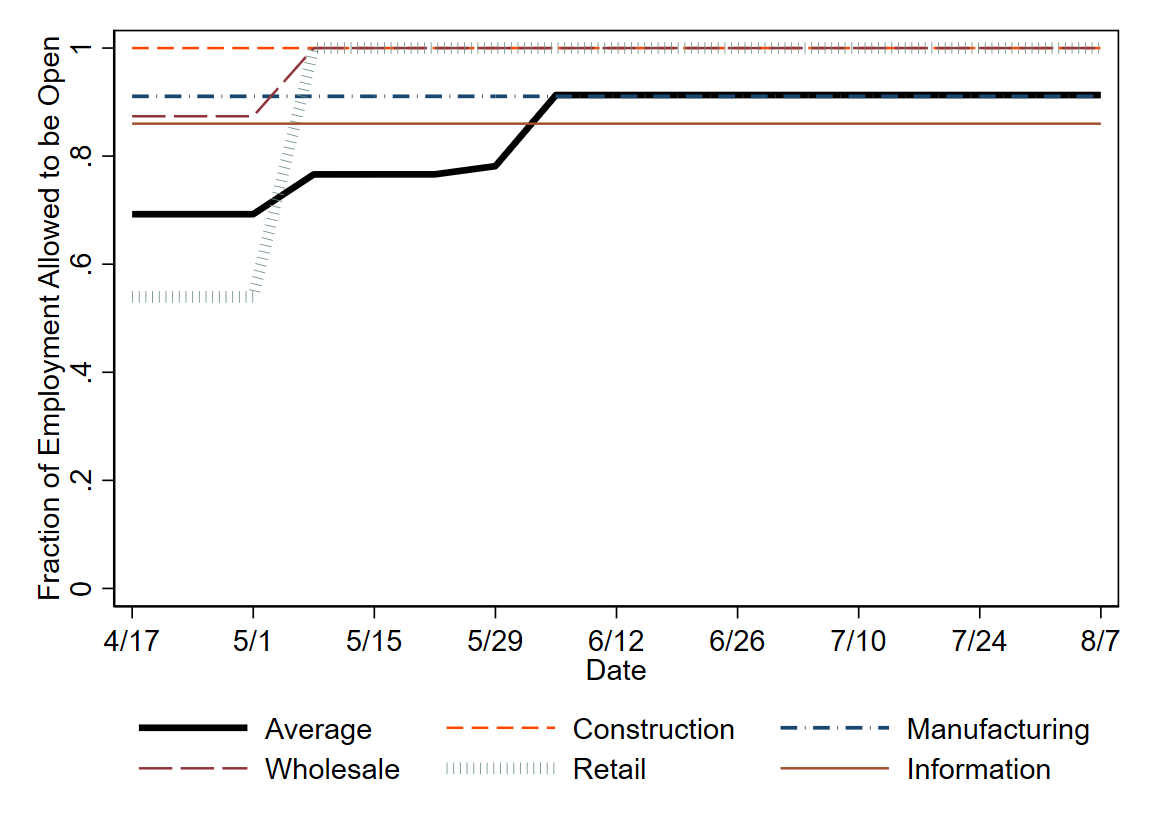 Fraction of Employment Allowed to be Open
1
.8
.6
.4
.2
0
4/17 5/1 5/15 5/29 6/12 6/26 7/10 7/24 8/7
Date
Average Construction Manufacturing
Wholesale Retail Information